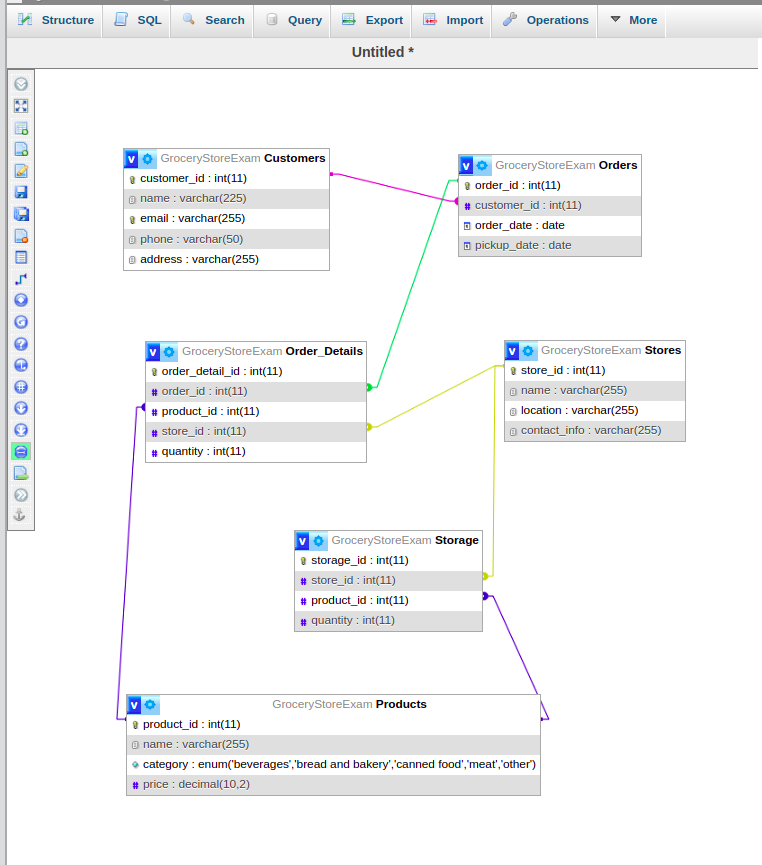 Structure SQL Search Query Export Import Operations More
Untitled *
v GroceryStoreExam Customers
customer_id : int(11)
name : varchar(225)
email : varchar(255)
phone : varchar(50)
address : varchar(255)
v GroceryStoreExam Orders
order_id : int(11)
# customer_id : int(11)
order_date : date
pickup_date : date
v GroceryStoreExam Order_Details
order_detail_id : int(11)
# order_id : int(11)
# product_id : int(11)
# store_id : int(11)
# quantity : int(11)
v GroceryStoreExam Stores
store_id : int(11)
name : varchar(255)
location : varchar(255)
contact_info : varchar(255)
v GroceryStoreExam Storage
storage_id : int(11)
# store_id : int(11)
# product_id : int(11)
# quantity : int(11)
v GroceryStoreExam Products
product_id : int(11)
name : varchar(255)
category : enum('beverages','bread and bakery','canned food','meat','other')
# price : decimal(10,2)